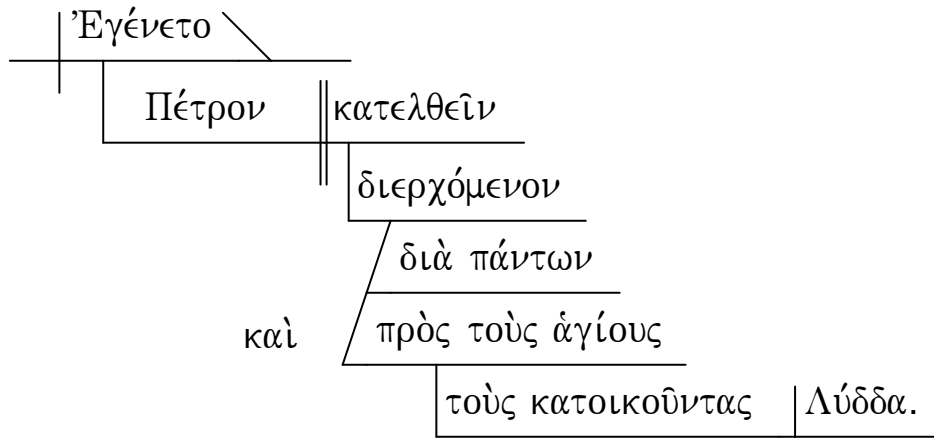 Ἐγένετο
Πέτρον κατελθεῖν
διερχόμενον
διὰ πάντων
καὶ πρὸς τοὺς ἁγίους
τοὺς κατοικοῦντας Λύδδα.